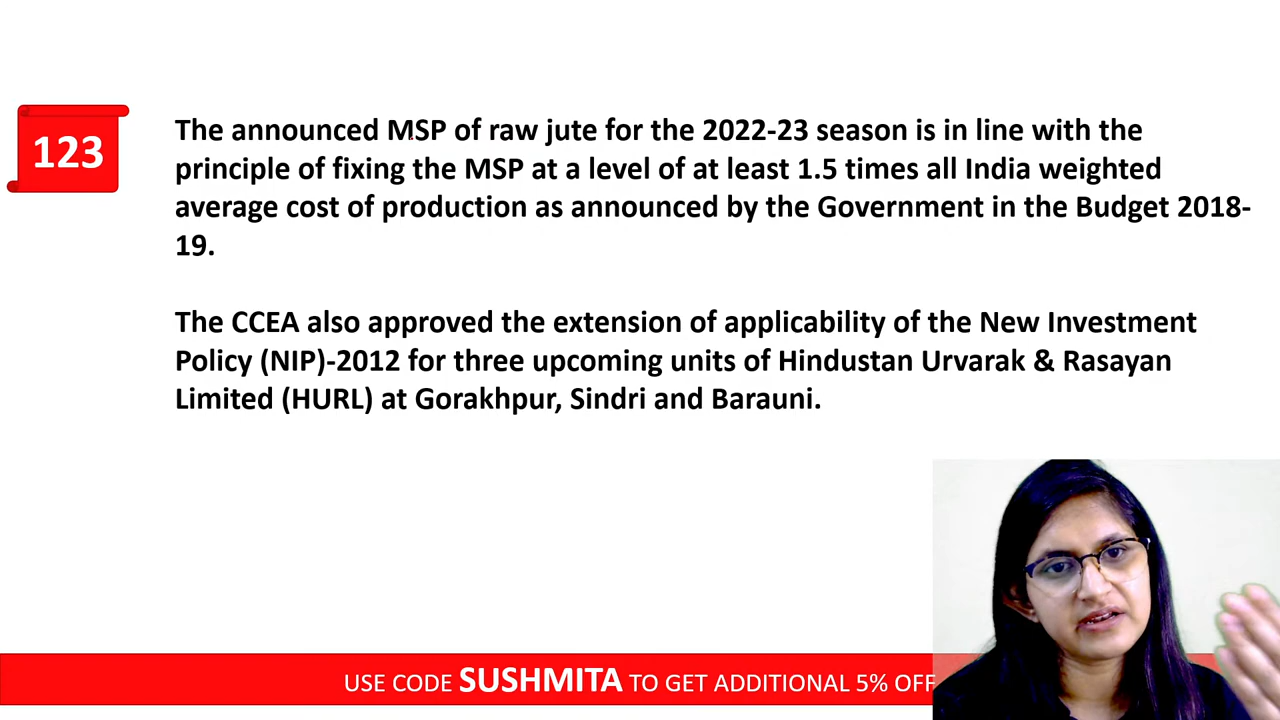 123
The announced MSP of raw jute for the 2022-23 season is in line with the
principle of fixing the MSP at a level of at least 1.5 times all India weighted
average cost of production as announced by the Government in the Budget 2018-
19.
The CCEA also approved the extension of applicability of the New Investment
Policy (NIP)-2012 for three upcoming units of Hindustan Urvarak & Rasayan
Limited (HURL) at Gorakhpur, Sindri and Barauni.
USE CODE SUSHMITA TO GET ADDITIONAL 5% OFF